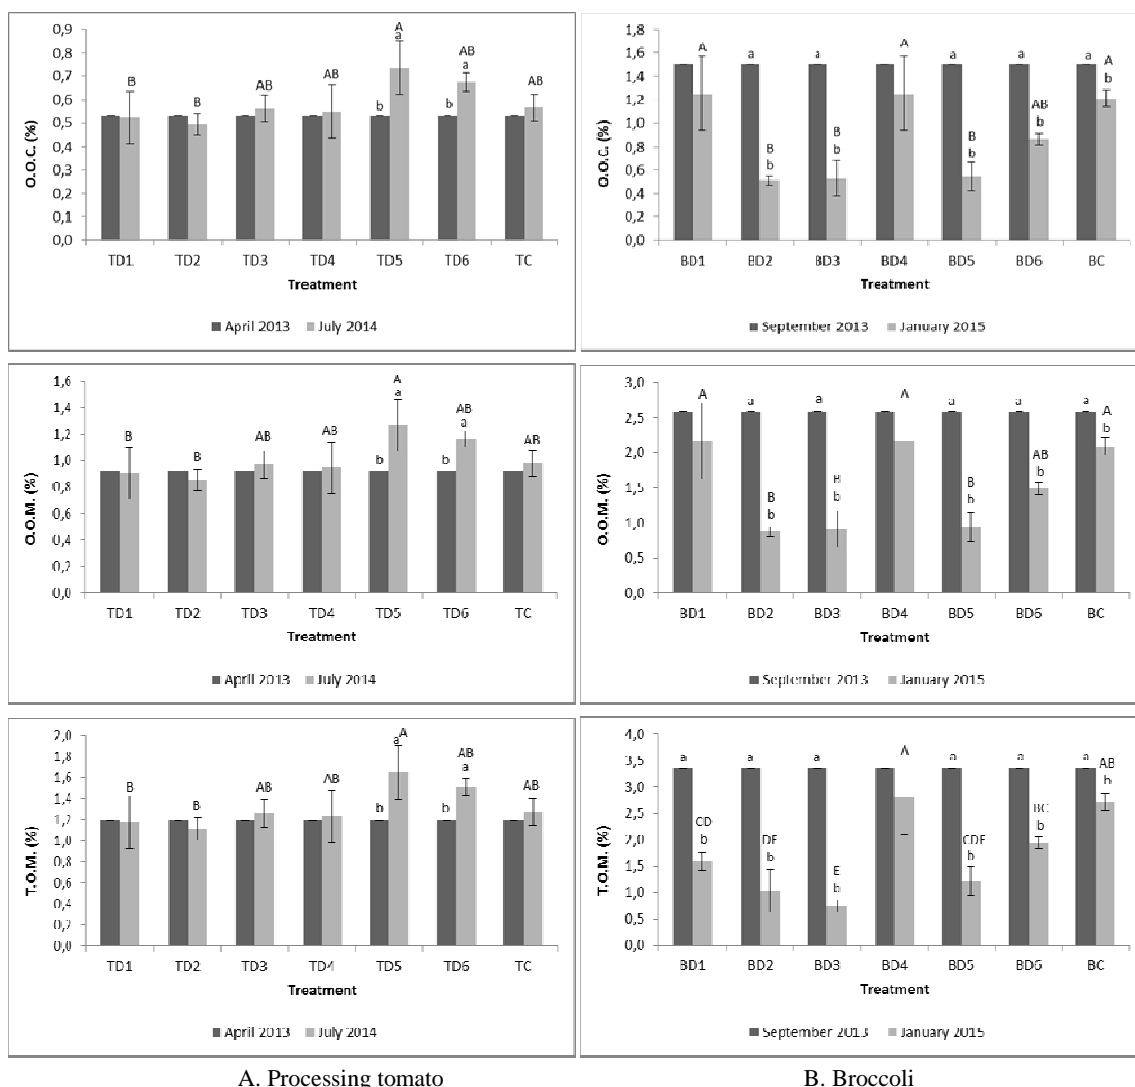 0,9
0,8
0,7
0,6
0,5
0,4
0,3
0,2
0,1
0,0
O.O.C. (%)
B
B
AB
AB
b
A
a
b
AB
a
AB
TD1 TD2 TD3 TD4 TD5 TD6 TC
Treatment
April 2013 July 2014
1,8
1,6
1,4
1,2
1,0
0,8
0,6
0,4
0,2
0,0
O.O.C. (%)
A
a
B
b
a
B
b
A
a
B
b
a
AB
b
a
A
b
BD1 BD2 BD3 BD4 BD5 BD6 BC
Treatment
September 2013 January 2015
1,6
1,4
1,2
1,0
0,8
0,6
0,4
0,2
0,0
O.O.M. (%)
B
B
AB
AB
b
A
a
b
AB
a
AB
TD1 TD2 TD3 TD4 TD5 TD6 TC
Treatment
April 2013 July 2014
3,0
2,5
2,0
1,5
1,0
0,5
0,0
O.O.M. (%)
A
a
B
b
a
B
b
A
a
B
b
a
AB
b
a
A
b
BD1 BD2 BD3 BD4 BD5 BD6 BC
Treatment
September 2013 January 2015
2,0
1,8
1,6
1,4
1,2
1,0
0,8
0,6
0,4
0,2
0,0
T.O.M. (%)
B
B
AB
AB
b
a A
b
AB
a
AB
TD1 TD2 TD3 TD4 TD5 TD6 TC
Treatment
April 2013 July 2014
4,0
3,5
3,0
2,5
2,0
1,5
1,0
0,5
0,0
T.O.M. (%)
a
CD
b
a
DE
b
a
E
b
A
a
CDE
b
a
BC
b
a
AB
b
BD1 BD2 BD3 BD4 BD5 BD6 BC
Treatment
September 2013 January 2015
A. Processing tomato
B. Broccoli